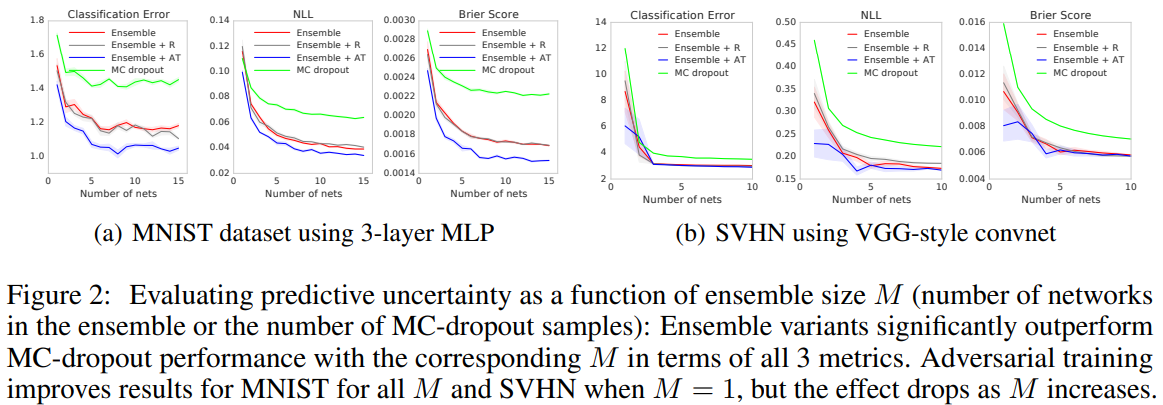 Classification Error
1.8
1.6
1.4
1.2
1.0
0
5
10
15
Number of nets
Ensemble
Ensemble + R
Ensemble + AT
MC dropout
NLL
0.14
0.12
0.10
0.08
0.06
0.04
0.02
0
5
10
15
Number of nets
Ensemble
Ensemble + R
Ensemble + AT
MC dropout
Brier Score
0.0030
0.0028
0.0026
0.0024
0.0022
0.0020
0.0018
0.0016
0.0014
0
5
10
15
Number of nets
Ensemble
Ensemble + R
Ensemble + AT
MC dropout
(a) MNIST dataset using 3-layer MLP
Classification Error
14
12
10
8
6
4
2
0
5
10
Number of nets
Ensemble
Ensemble + R
Ensemble + AT
MC dropout
NLL
0.50
0.45
0.40
0.35
0.30
0.25
0.20
0.15
0
5
10
Number of nets
Ensemble
Ensemble + R
Ensemble + AT
MC dropout
Brier Score
0.016
0.014
0.012
0.010
0.008
0.006
0.004
0
5
10
Number of nets
Ensemble
Ensemble + R
Ensemble + AT
MC dropout
(b) SVHN using VGG-style convnet
Figure 2: Evaluating predictive uncertainty as a function of ensemble size M (number of networks
in the ensemble or the number of MC-dropout samples): Ensemble variants significantly outperform
MC-dropout performance with the corresponding M in terms of all 3 metrics. Adversarial training
improves results for MNIST for all M and SVHN when M = 1, but the effect drops as M increases.